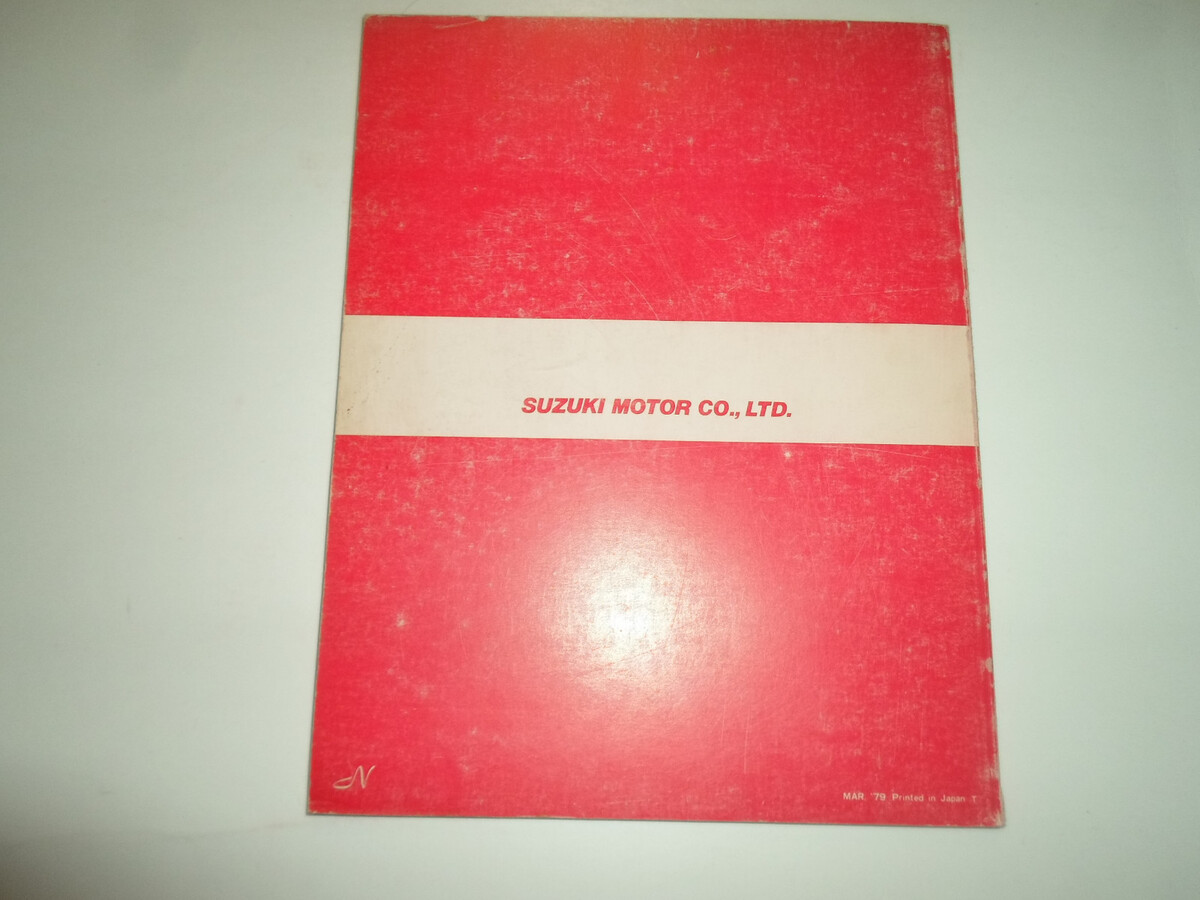 SUZUKI MOTOR CO., LTD.
N
MAR. '79 Printed in Japan .T